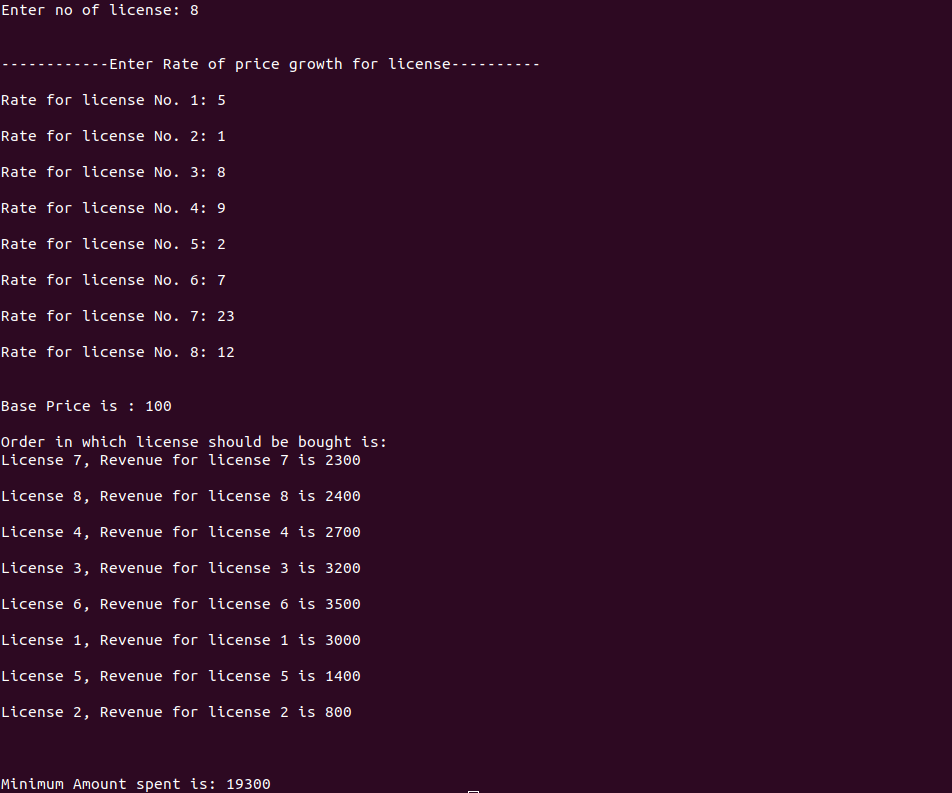 Enter no of license: 8
------------Enter Rate of price growth for license----------
Rate for license No. 1: 5
Rate for license No. 2: 1
Rate for license No. 3: 8
Rate for license No. 4: 9
Rate for license No. 5: 2
Rate for license No. 6: 7
Rate for license No. 7: 23
Rate for license No. 8: 12
Base Price is : 100
Order in which license should be bought is:
License 7, Revenue for license 7 is 2300
License 8, Revenue for license 8 is 2400
License 4, Revenue for license 4 is 2700
License 3, Revenue for license 3 is 3200
License 6, Revenue for license 6 is 3500
License 1, Revenue for license 1 is 3000
License 5, Revenue for license 5 is 1400
License 2, Revenue for license 2 is 800
Minimum Amount spent is: 19300